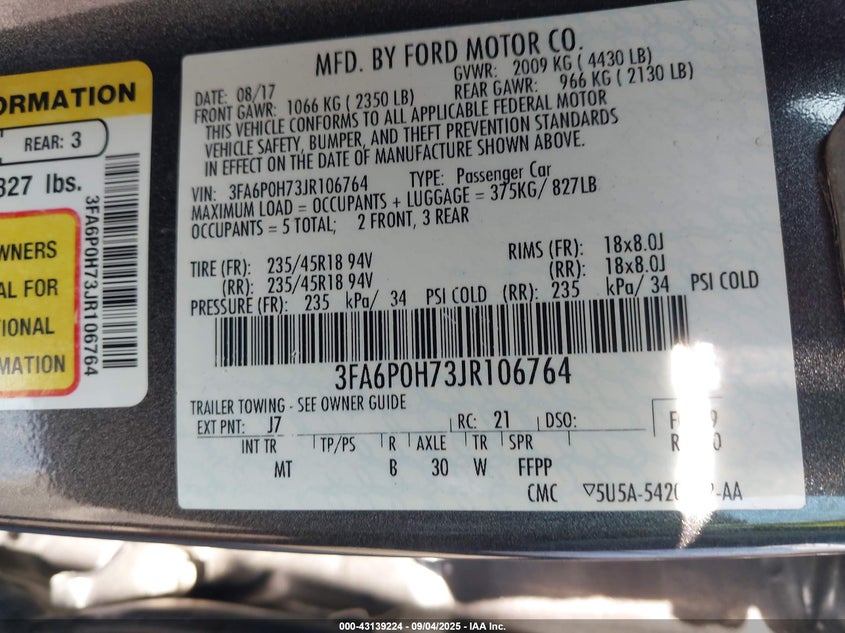 ORMATION
REAR: 3
827 lbs.
WNERS
AL FOR
TIONAL
MATION
3FA6P0H73JR106764
MFD. BY FORD MOTOR CO.
DATE: 08/17 GVWR: 2009 KG ( 4430 LB)
FRONT GAWR: 1066 KG ( 2350 LB) REAR GAWR: 966 KG ( 2130 LB)
THIS VEHICLE CONFORMS TO ALL APPLICABLE FEDERAL MOTOR
VEHICLE SAFETY, BUMPER, AND THEFT PREVENTION STANDARDS
IN EFFECT ON THE DATE OF MANUFACTURE SHOWN ABOVE.
VIN: 3FA6P0H73JR106764 TYPE: Passenger Car
MAXIMUM LOAD = OCCUPANTS + LUGGAGE = 375KG/ 827LB
OCCUPANTS = 5 TOTAL; 2 FRONT, 3 REAR
TIRE (FR): 235/45R18 94V RIMS (FR): 18x8.0J
(RR): 235/45R18 94V (RR): 18x8.0J
PRESSURE (FR): 235 kPa/ 34 PSI COLD (RR): 235 kPa/ 34 PSI COLD
3FA6P0H73JR106764
TRAILER TOWING - SEE OWNER GUIDE
EXT PNT: J7 RC: 21 DSO:
INT TR TP/PS R AXLE TR SPR
MT B 30 W FFPP
CMC
000-43139224 - 09/04/2025 - IAA Inc.